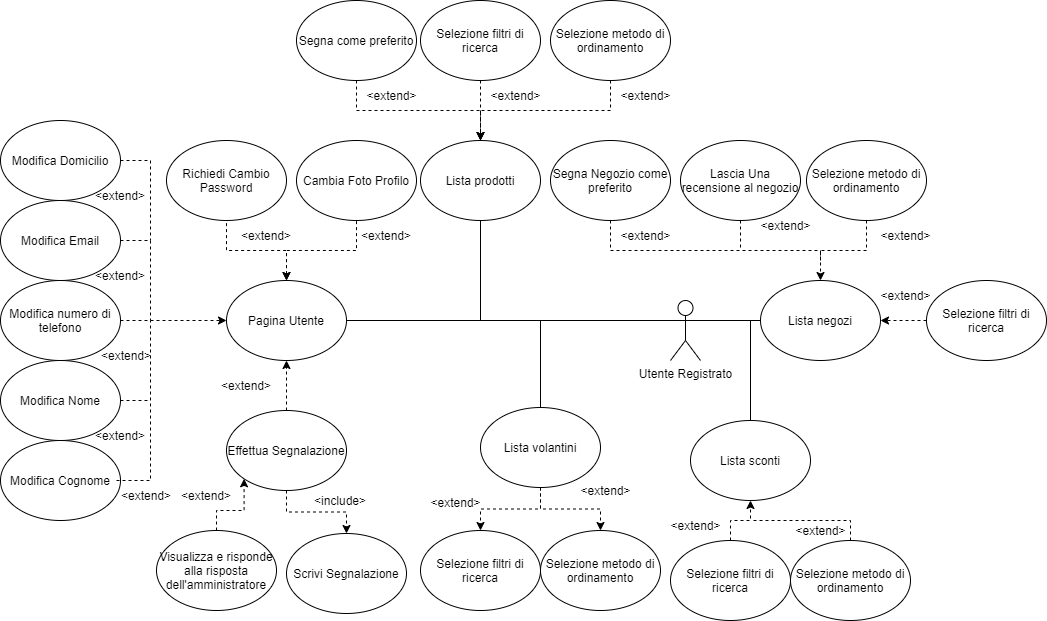 Segna come preferito
Selezione filtri di
ricerca
Selezione metodo di
ordinamento
<extend>
<extend>
<extend>
Modifica Domicilio
<extend>
Richiedi Cambio
Password
Cambia Foto Profilo
Lista prodotti
Segna Negozio come
preferito
Lascia Una
recensione al negozio
Selezione metodo di
ordinamento
<extend>
<extend>
<extend>
<extend>
<extend>
Modifica Email
<extend>
Modifica numero di
telefono
<extend>
Pagina Utente
Lista negozi
<extend>
Selezione filtri di
ricerca
Utente Registrato
<extend>
Modifica Nome
<extend>
Modifica Cognome
<extend>
Effettua Segnalazione
Lista volantini
Lista sconti
<extend>
<include>
<extend>
<extend>
<extend>
<extend>
Visualizza e risponde
alla risposta
dell'amministratore
Scrivi Segnalazione
Selezione filtri di
ricerca
Selezione metodo di
ordinamento
Selezione filtri di
ricerca
Selezione metodo di
ordinamento